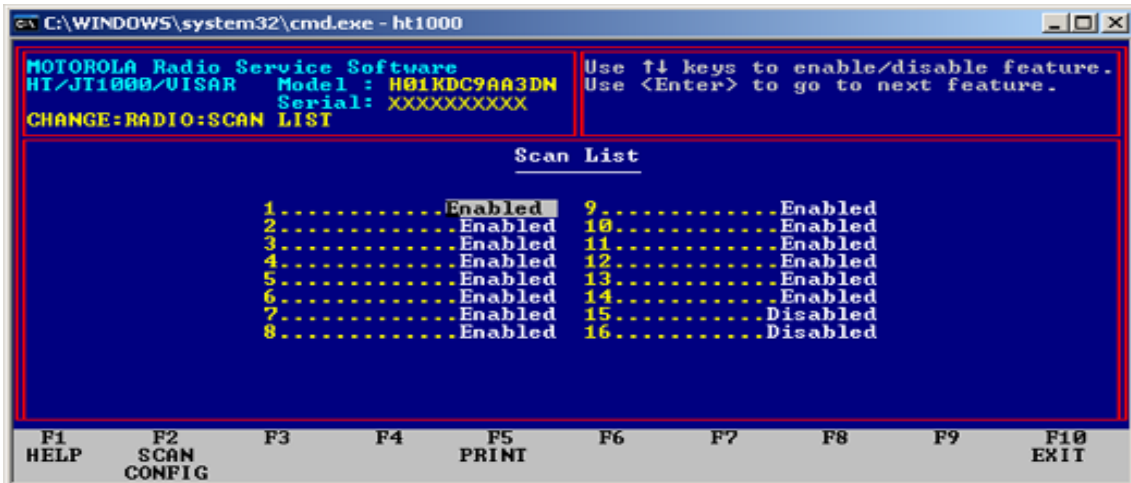 C:\WINDOWS\system32\cmd.exe - ht1000
MOTOROLA Radio Service Software
HT/JT1000/VISAR Model : H01KDC9AA3DN
Serial: XXXXXXXXXX
CHANGE:RADIO:SCAN LIST
Use ↑↓ keys to enable/disable feature.
Use <Enter> to go to next feature.
Scan List
1.............Enabled
2.............Enabled
3.............Enabled
4.............Enabled
5.............Enabled
6.............Enabled
7.............Enabled
8.............Enabled
9.............Enabled
10............Enabled
11............Enabled
12............Enabled
13............Enabled
14............Enabled
15...........Disabled
16...........Disabled
F1 F2 F3 F4 F5 F6 F7 F8 F9 F10
HELP SCAN PRINT EXIT
CONFIG